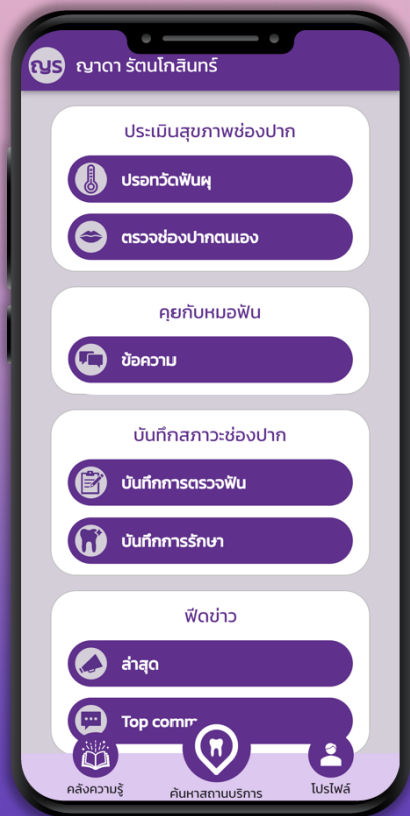 ญร ญาดา รัตนโกสินทร์
ประเมินสุขภาพช่องปาก
ปรอทวัดฟันผุ
ตรวจช่องปากตนเอง
คุยกับหมอฟัน
ข้อความ
บันทึกสภาวะช่องปาก
บันทึกการตรวจฟัน
บันทึกการรักษา
ฟีดข่าว
ล่าสุด
Top
คลังความรู้ ค้นหาสถานบริการ โปรไฟล์